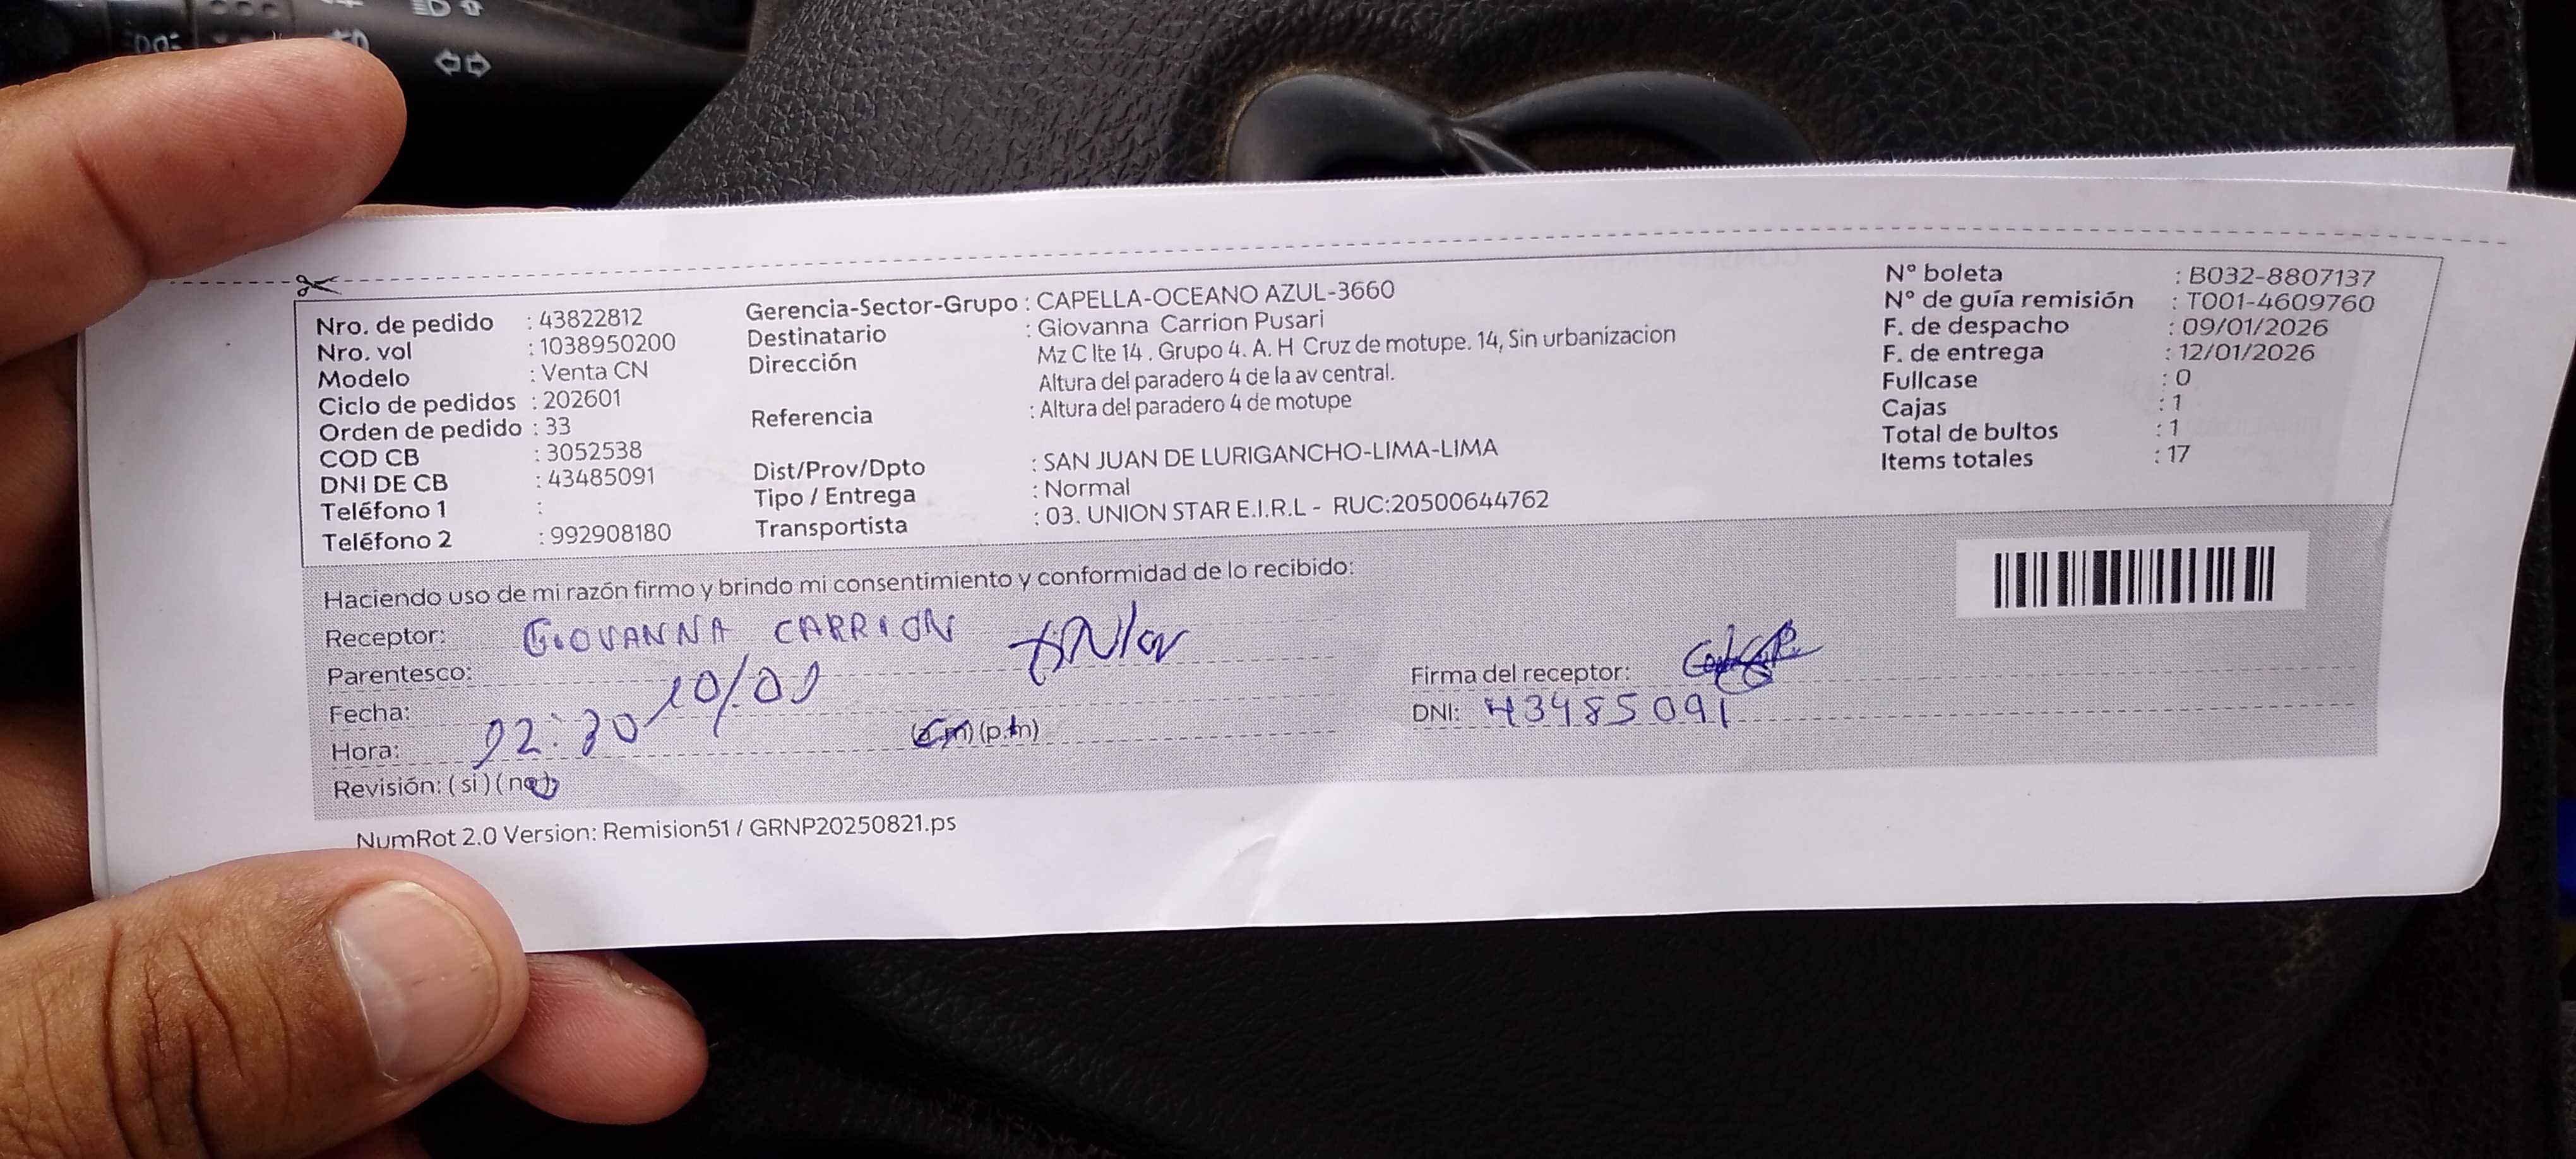 Nro. de pedido : 43822812
Nro. vol : 1038950200
Modelo : Venta CN
Ciclo de pedidos : 202601
Orden de pedido : 33
COD CB : 3052538
DNI DE CB : 43485091
Teléfono 1 :
Teléfono 2 : 992908180
Gerencia-Sector-Grupo : CAPELLA-OCEANO AZUL-3660
Destinatario : Giovanna Carrion Pusari
Dirección Mz C lte 14 . Grupo 4. A. H Cruz de motupe. 14, Sin urbanizacion
Altura del paradero 4 de la av central.
Referencia : Altura del paradero 4 de motupe
Dist/Prov/Dpto : SAN JUAN DE LURIGANCHO-LIMA-LIMA
Tipo / Entrega : Normal
Transportista : 03. UNION STAR E.I.R.L - RUC:20500644762
N° boleta : B032-8807137
N° de guía remisión : T001-4609760
F. de despacho : 09/01/2026
F. de entrega : 12/01/2026
Fullcase : 0
Cajas : 1
Total de bultos : 1
Items totales : 17
Haciendo uso de mi razón firmo y brindo mi consentimiento y conformidad de lo recibido:
Receptor: GIOVANNA CARRION
Parentesco:
Fecha: 10/01
Hora: (p.m)
Revisión: (si) (no)
Firma del receptor:
DNI: 43485091
NumRot 2.0 Version: Remision51 / GRNP20250821.ps